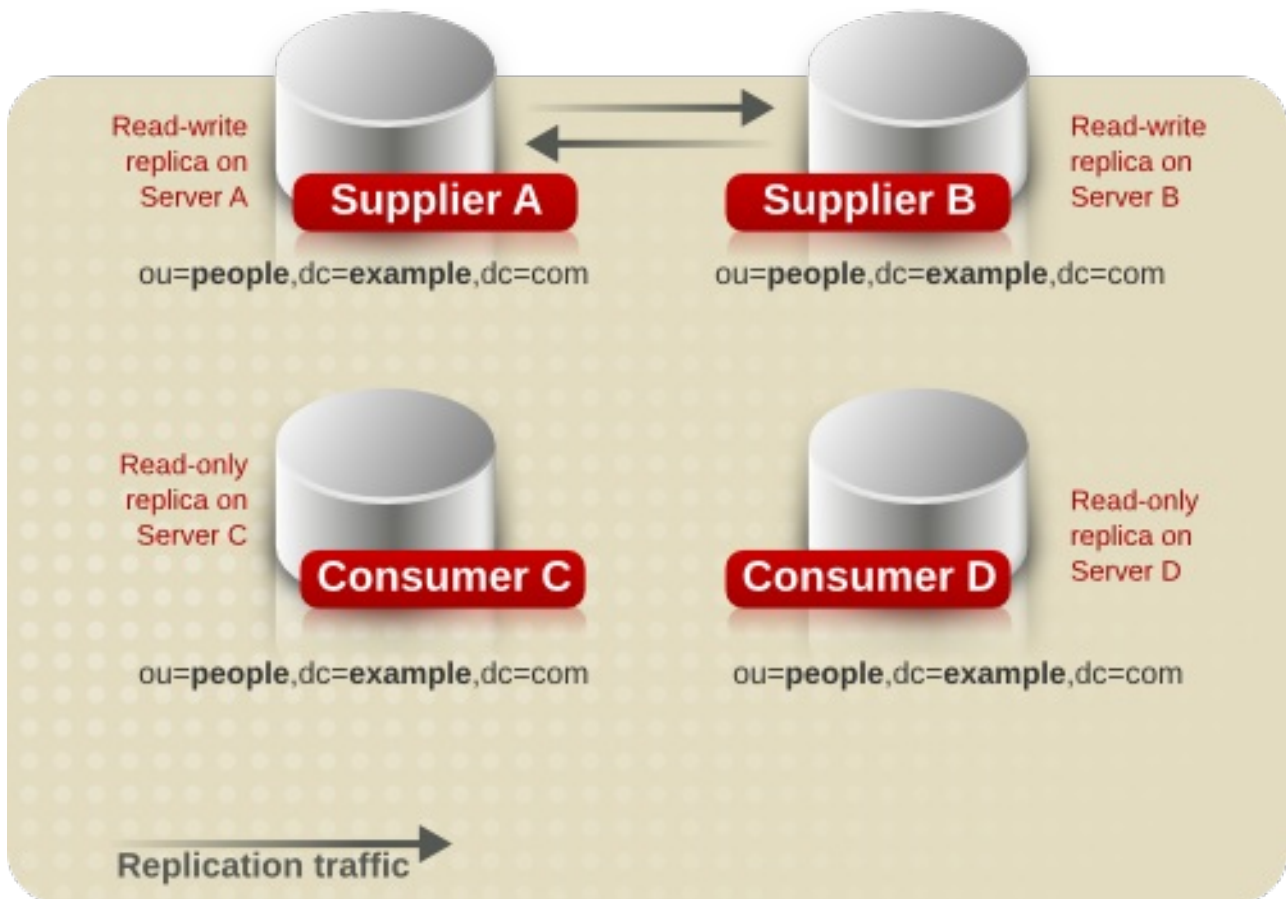 Read-write
replica on
Server A
Supplier A
ou=people,dc=example,dc=com
Supplier B
Read-write
replica on
Server B
ou=people,dc=example,dc=com
Read-only
replica on
Server C
Consumer C
ou=people,dc=example,dc=com
Consumer D
Read-only
replica on
Server D
ou=people,dc=example,dc=com
Replication traffic